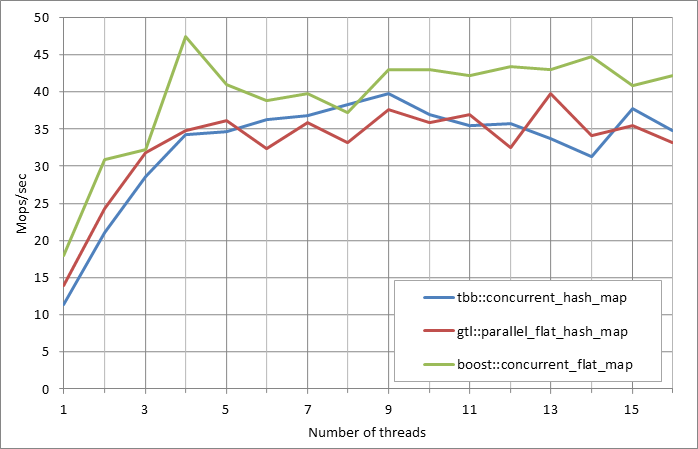 50
45
40
35
30
25
20
15
10
5
0
Mops/sec
tbb::concurrent_hash_map
gtl::parallel_flat_hash_map
boost::concurrent_flat_map
1 3 5 7 9 11 13 15
Number of threads